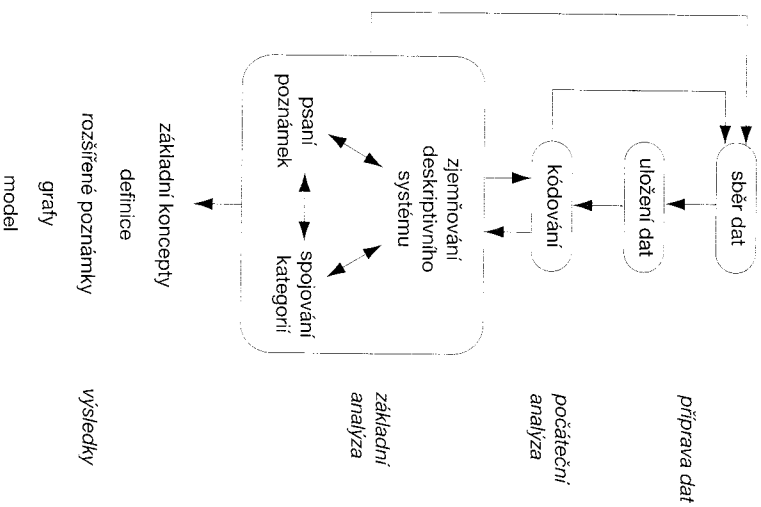 sběr dat
uložení dat
příprava dat
kódování
počáteční
analýza
zjemňování
deskriptivního
systému
psaní
poznámek
spojování
kategorií
základní
analýza
základní koncepty
definice
rozšířené poznámky
grafy
model
výsledky